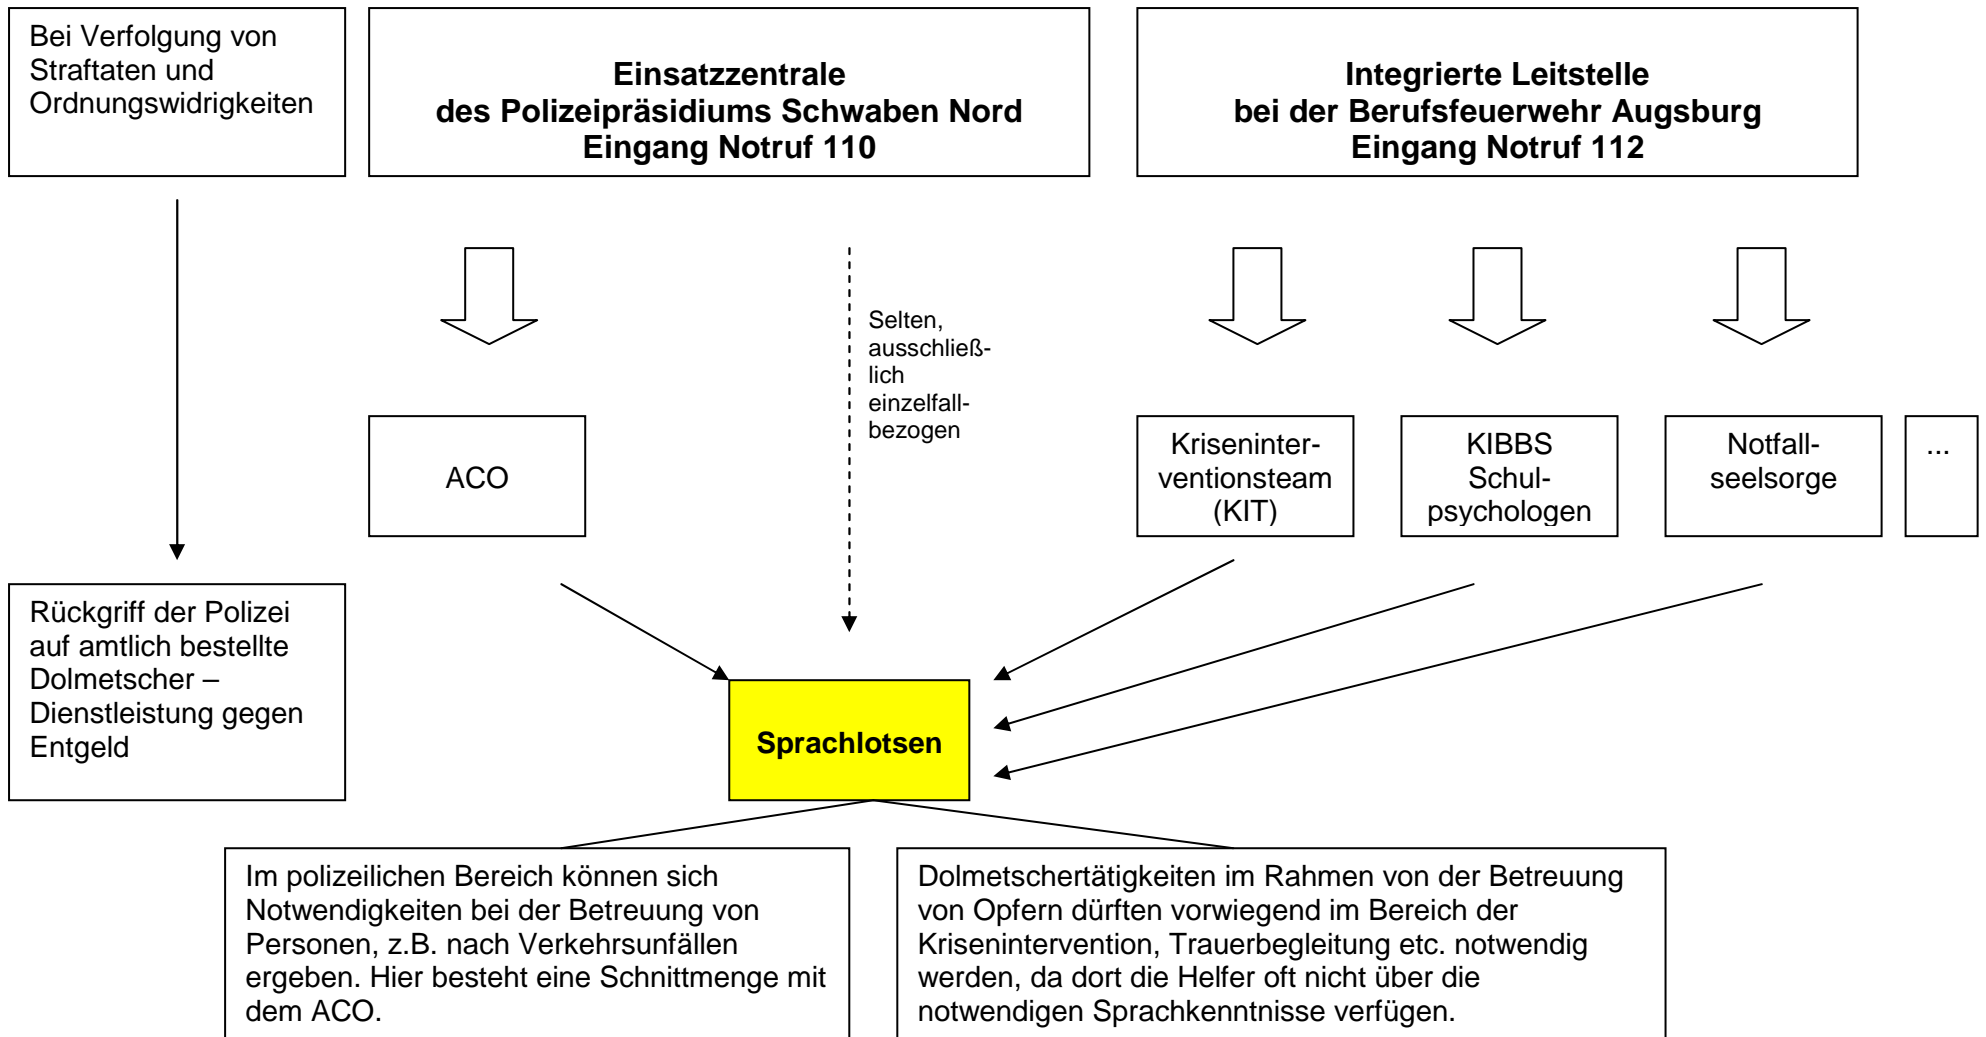 Bei Verfolgung von
Straftaten und
Ordnungswidrigkeiten
Einsatzzentrale
des Polizeipräsidiums Schwaben Nord
Eingang Notruf 110
Integrierte Leitstelle
bei der Berufsfeuerwehr Augsburg
Eingang Notruf 112
Selten,
ausschließ-
lich
einzelfall-
bezogen
ACO
Kriseninter-
ventionsteam
(KIT)
KIBBS
Schul-
psychologen
Notfall-
seelsorge
...
Rückgriff der Polizei
auf amtlich bestellte
Dolmetscher –
Dienstleistung gegen
Entgeld
Sprachlotsen
Im polizeilichen Bereich können sich
Notwendigkeiten bei der Betreuung von
Personen, z.B. nach Verkehrsunfällen
ergeben. Hier besteht eine Schnittmenge mit
dem ACO.
Dolmetschertätigkeiten im Rahmen von der Betreuung
von Opfern dürften vorwiegend im Bereich der
Krisenintervention, Trauerbegleitung etc. notwendig
werden, da dort die Helfer oft nicht über die
notwendigen Sprachkenntnisse verfügen.